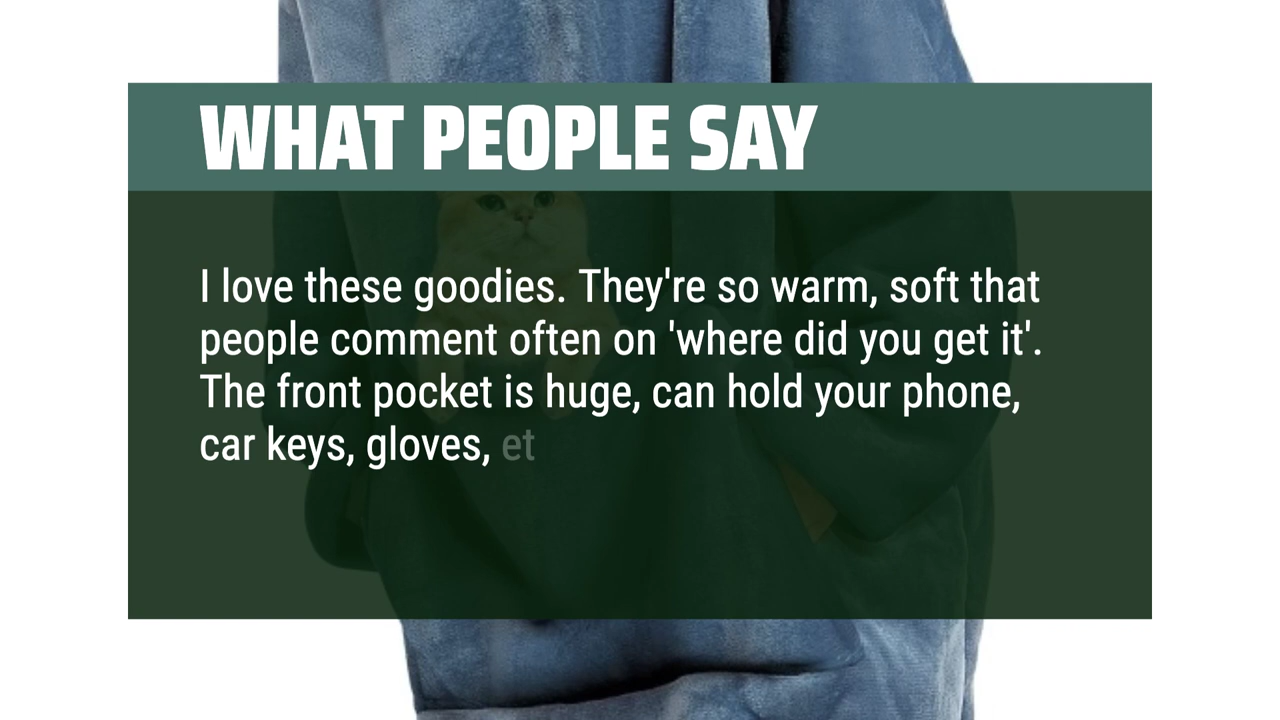 WHAT PEOPLE SAY
I love these goodies. They're so warm, soft that
people comment often on 'where did you get it'.
The front pocket is huge, can hold your phone,
car keys, gloves, et